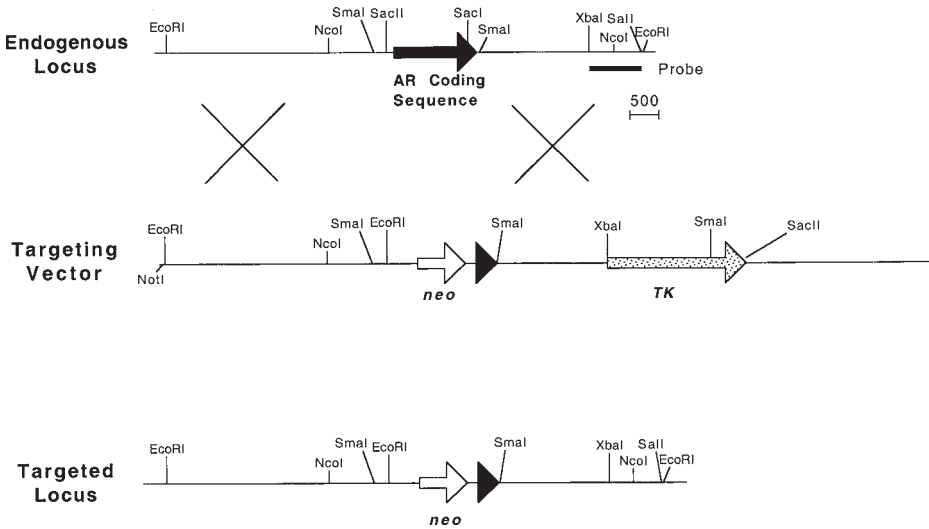 EcoRI
NcoI
SmaI
SacII
SacI
SmaI
XbaI
NcoI
SalI
EcoRI
Endogenous
Locus
AR Coding
Sequence
Probe
500
EcoRI
NotI
NcoI
SmaI
EcoRI
SmaI
XbaI
SmaI
SacII
Targeting
Vector
neo
TK
EcoRI
NcoI
SmaI
EcoRI
SmaI
XbaI
NcoI
SalI
EcoRI
Targeted
Locus
neo